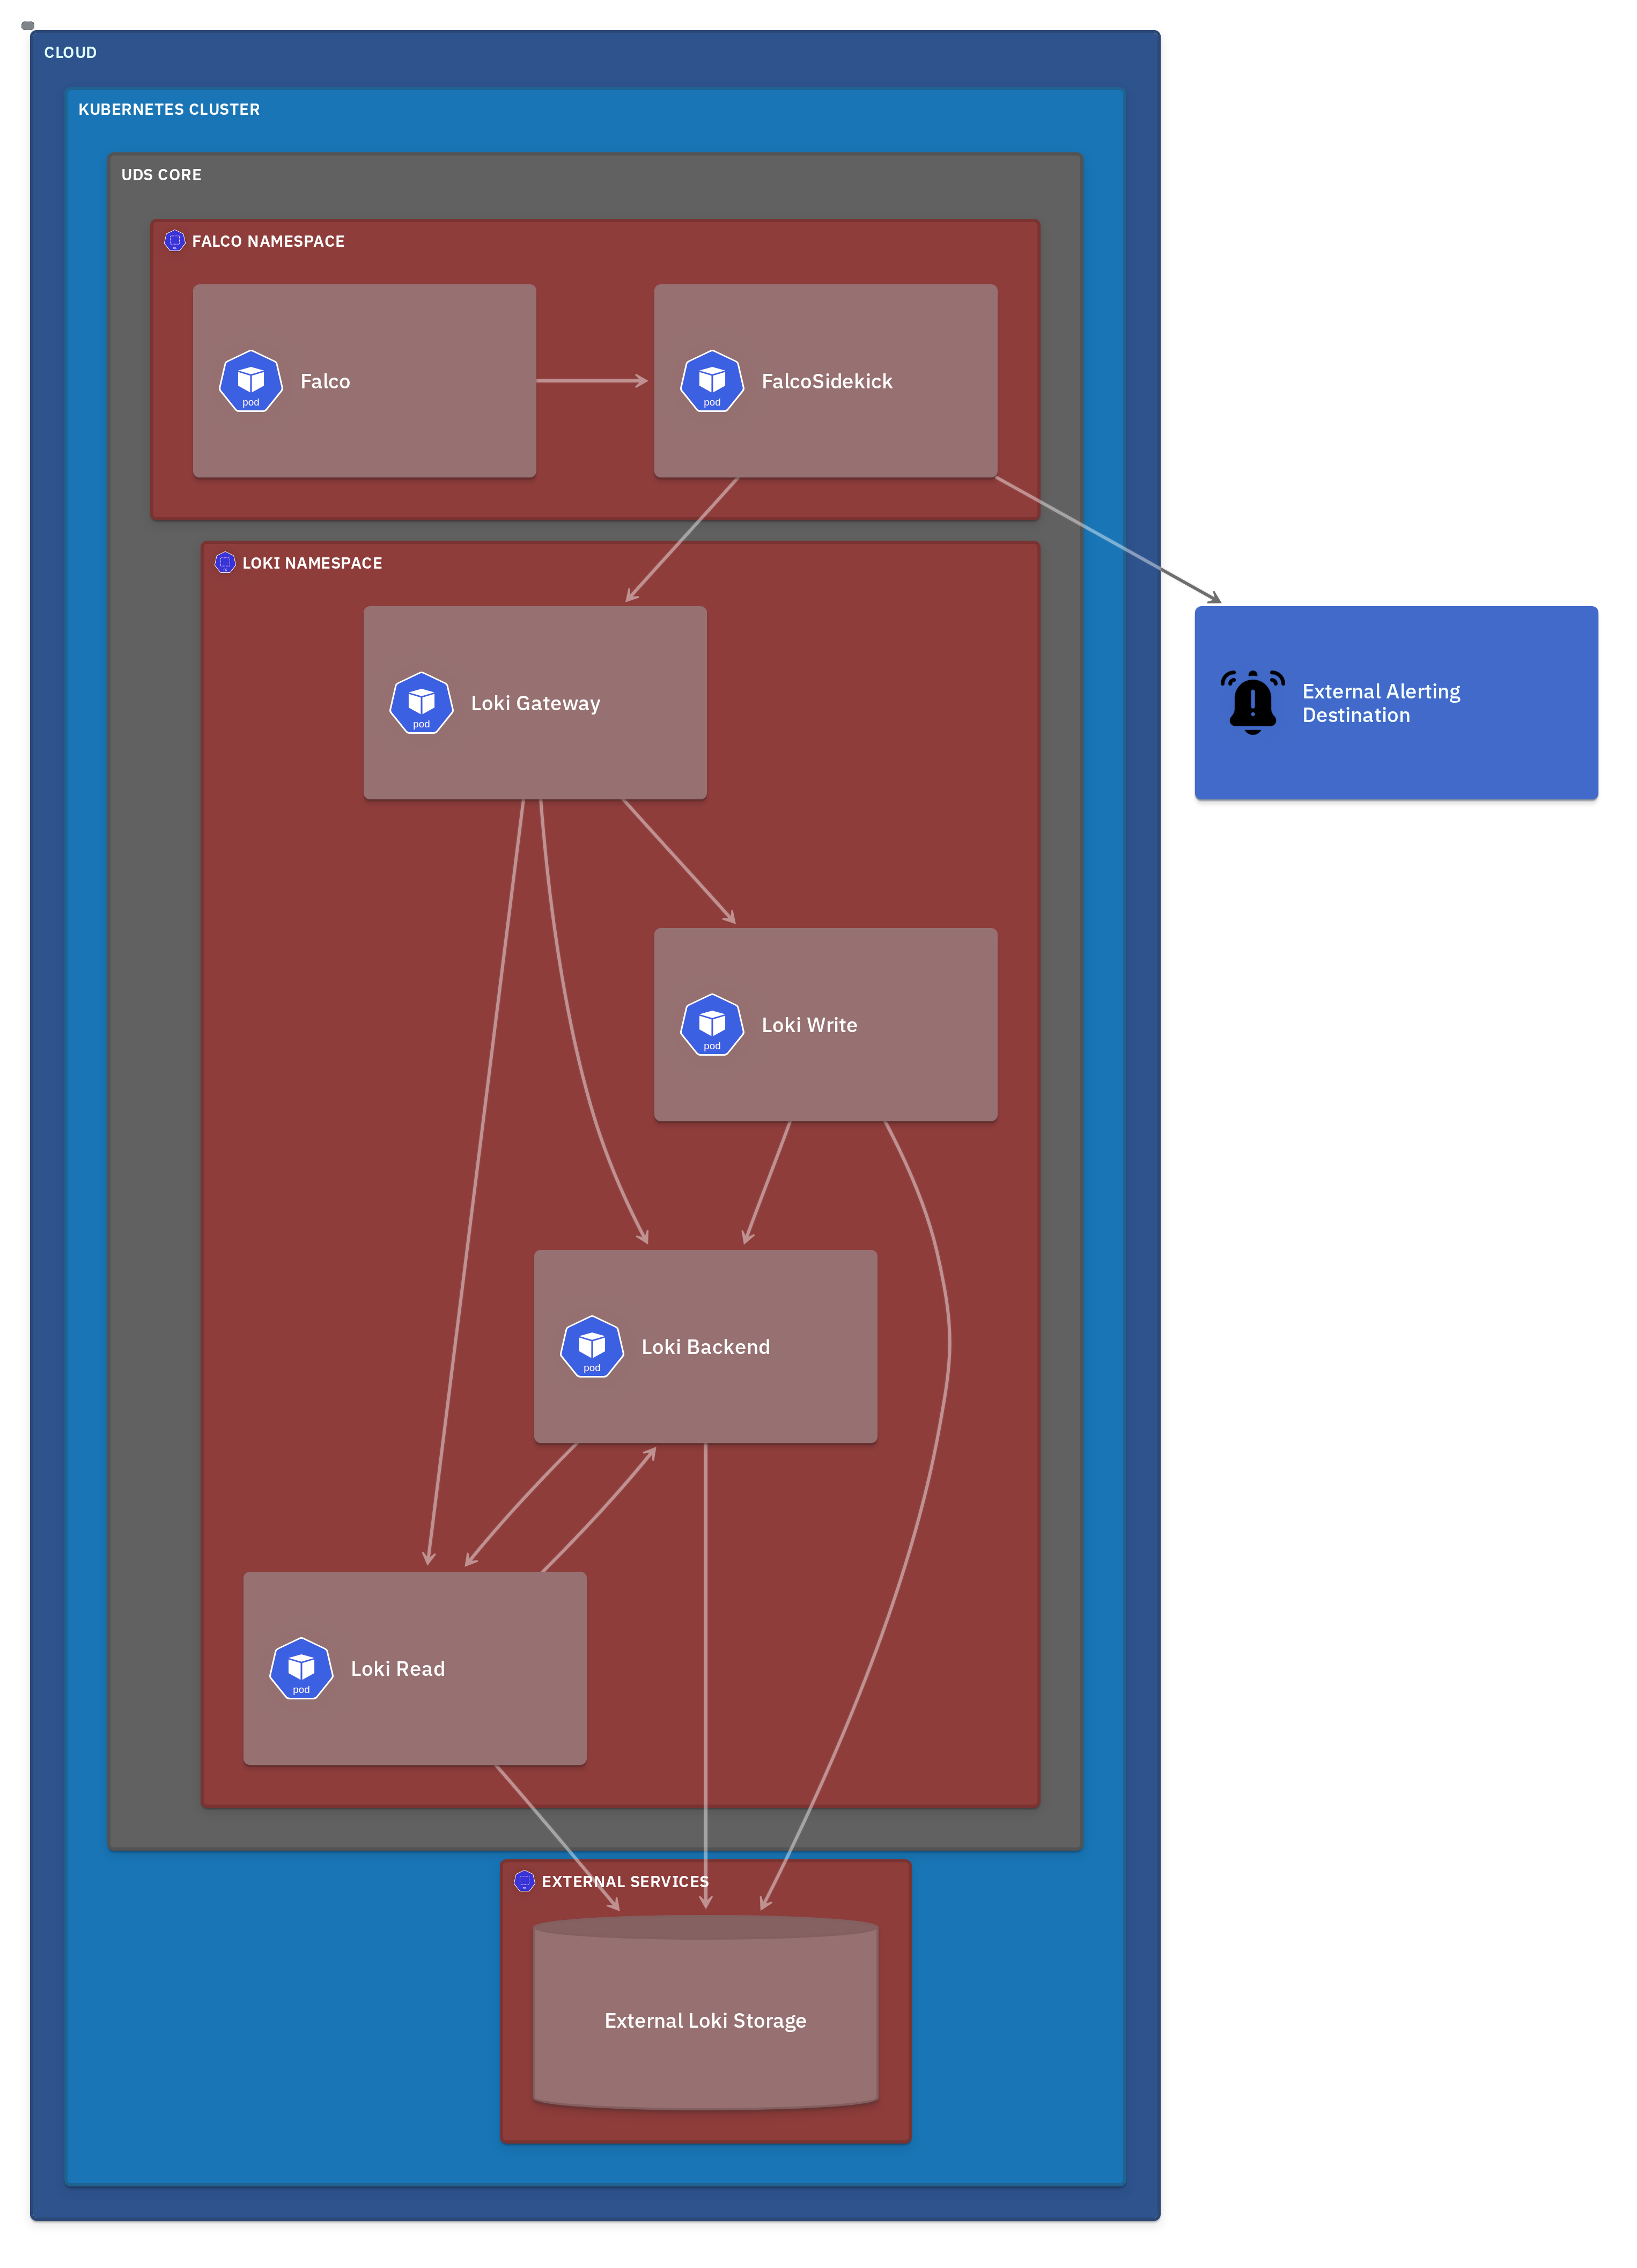 CLOUD
KUBERNETES CLUSTER
UDS CORE
FALCO NAMESPACE
pod
Falco
pod
FalcoSidekick
LOKI NAMESPACE
pod
Loki Gateway
External Alerting
Destination
pod
Loki Write
pod
Loki Backend
pod
Loki Read
EXTERNAL SERVICES
External Loki Storage